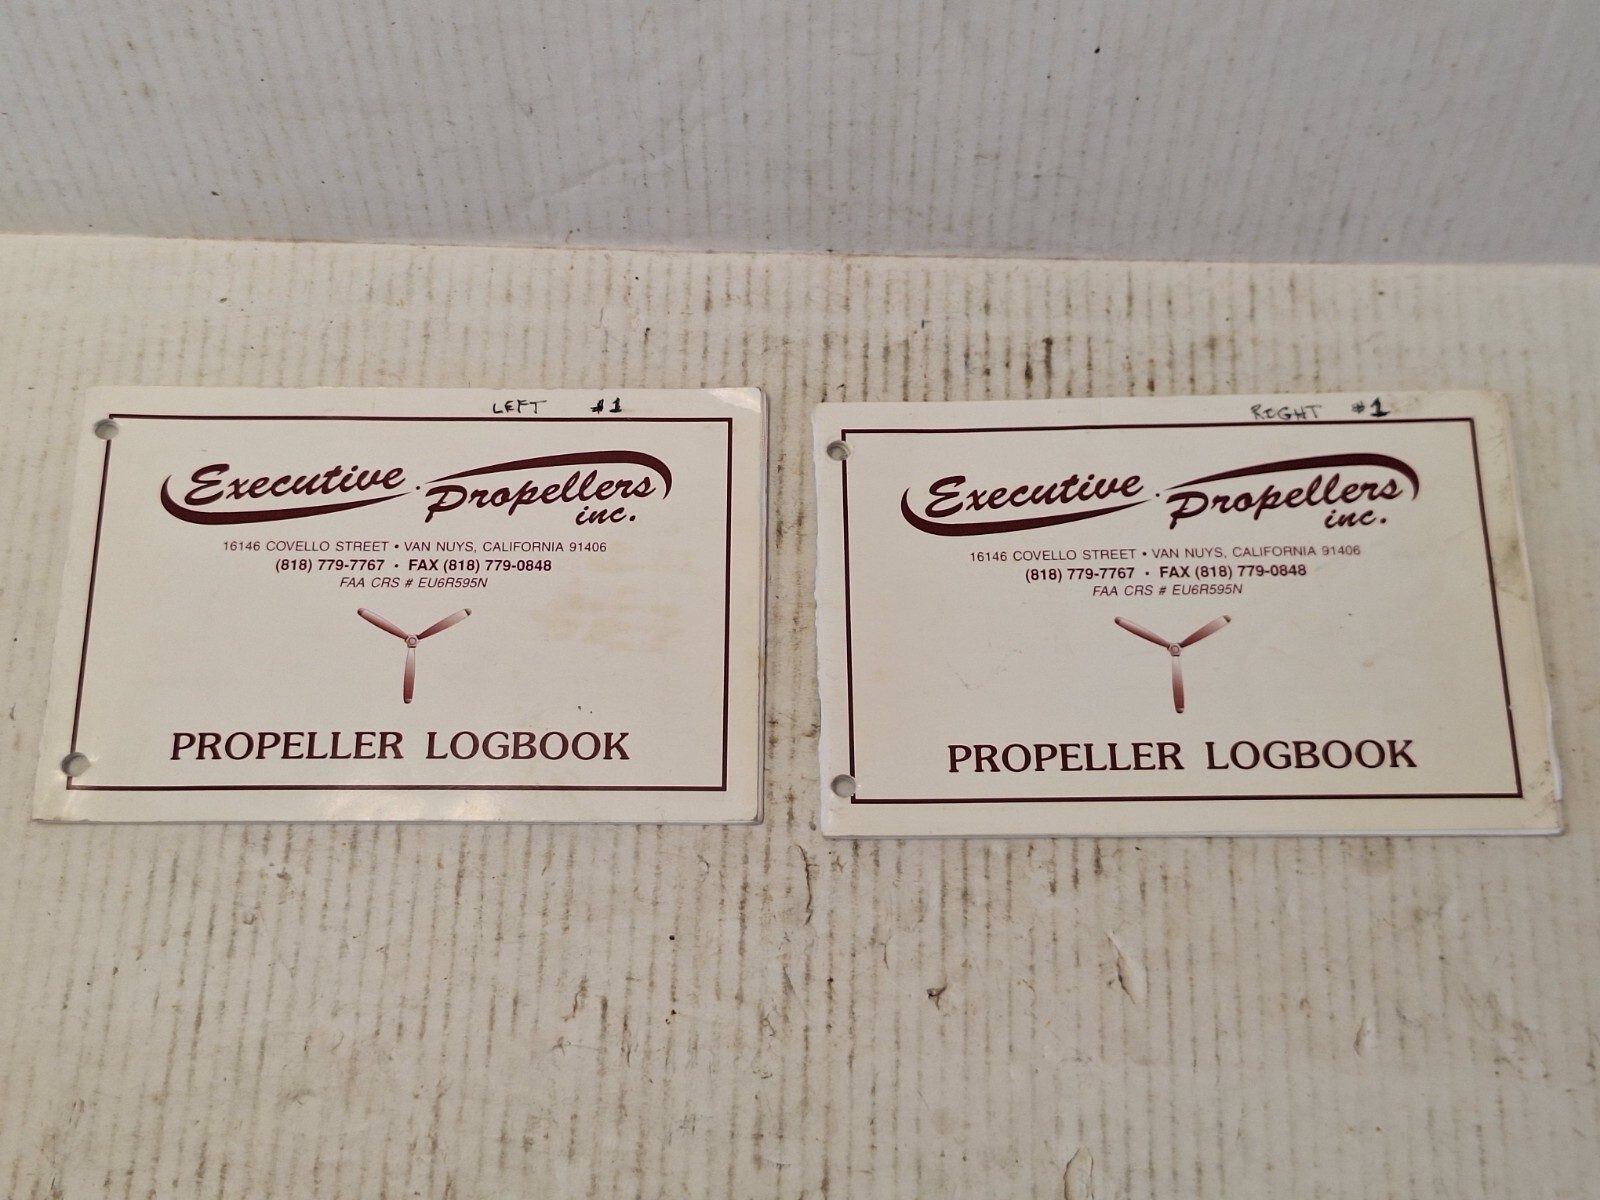 LEFT #1
Executive Propellers
inc.
16146 COVELLO STREET • VAN NUYS, CALIFORNIA 91406
(818) 779-7767 • FAX (818) 779-0848
FAA CRS # EU6R595N
PROPELLER LOGBOOK
RIGHT #1
Executive Propellers
inc.
16146 COVELLO STREET • VAN NUYS, CALIFORNIA 91406
(818) 779-7767 • FAX (818) 779-0848
FAA CRS # EU6R595N
PROPELLER LOGBOOK